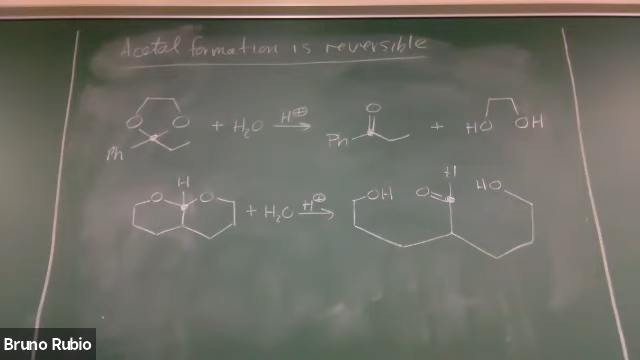 Acetal formation is reversible
O O Ph + H₂O H⊕ O Ph + HO OH
O H O + H₂O H⊕ OH O H HO
Bruno Rubio